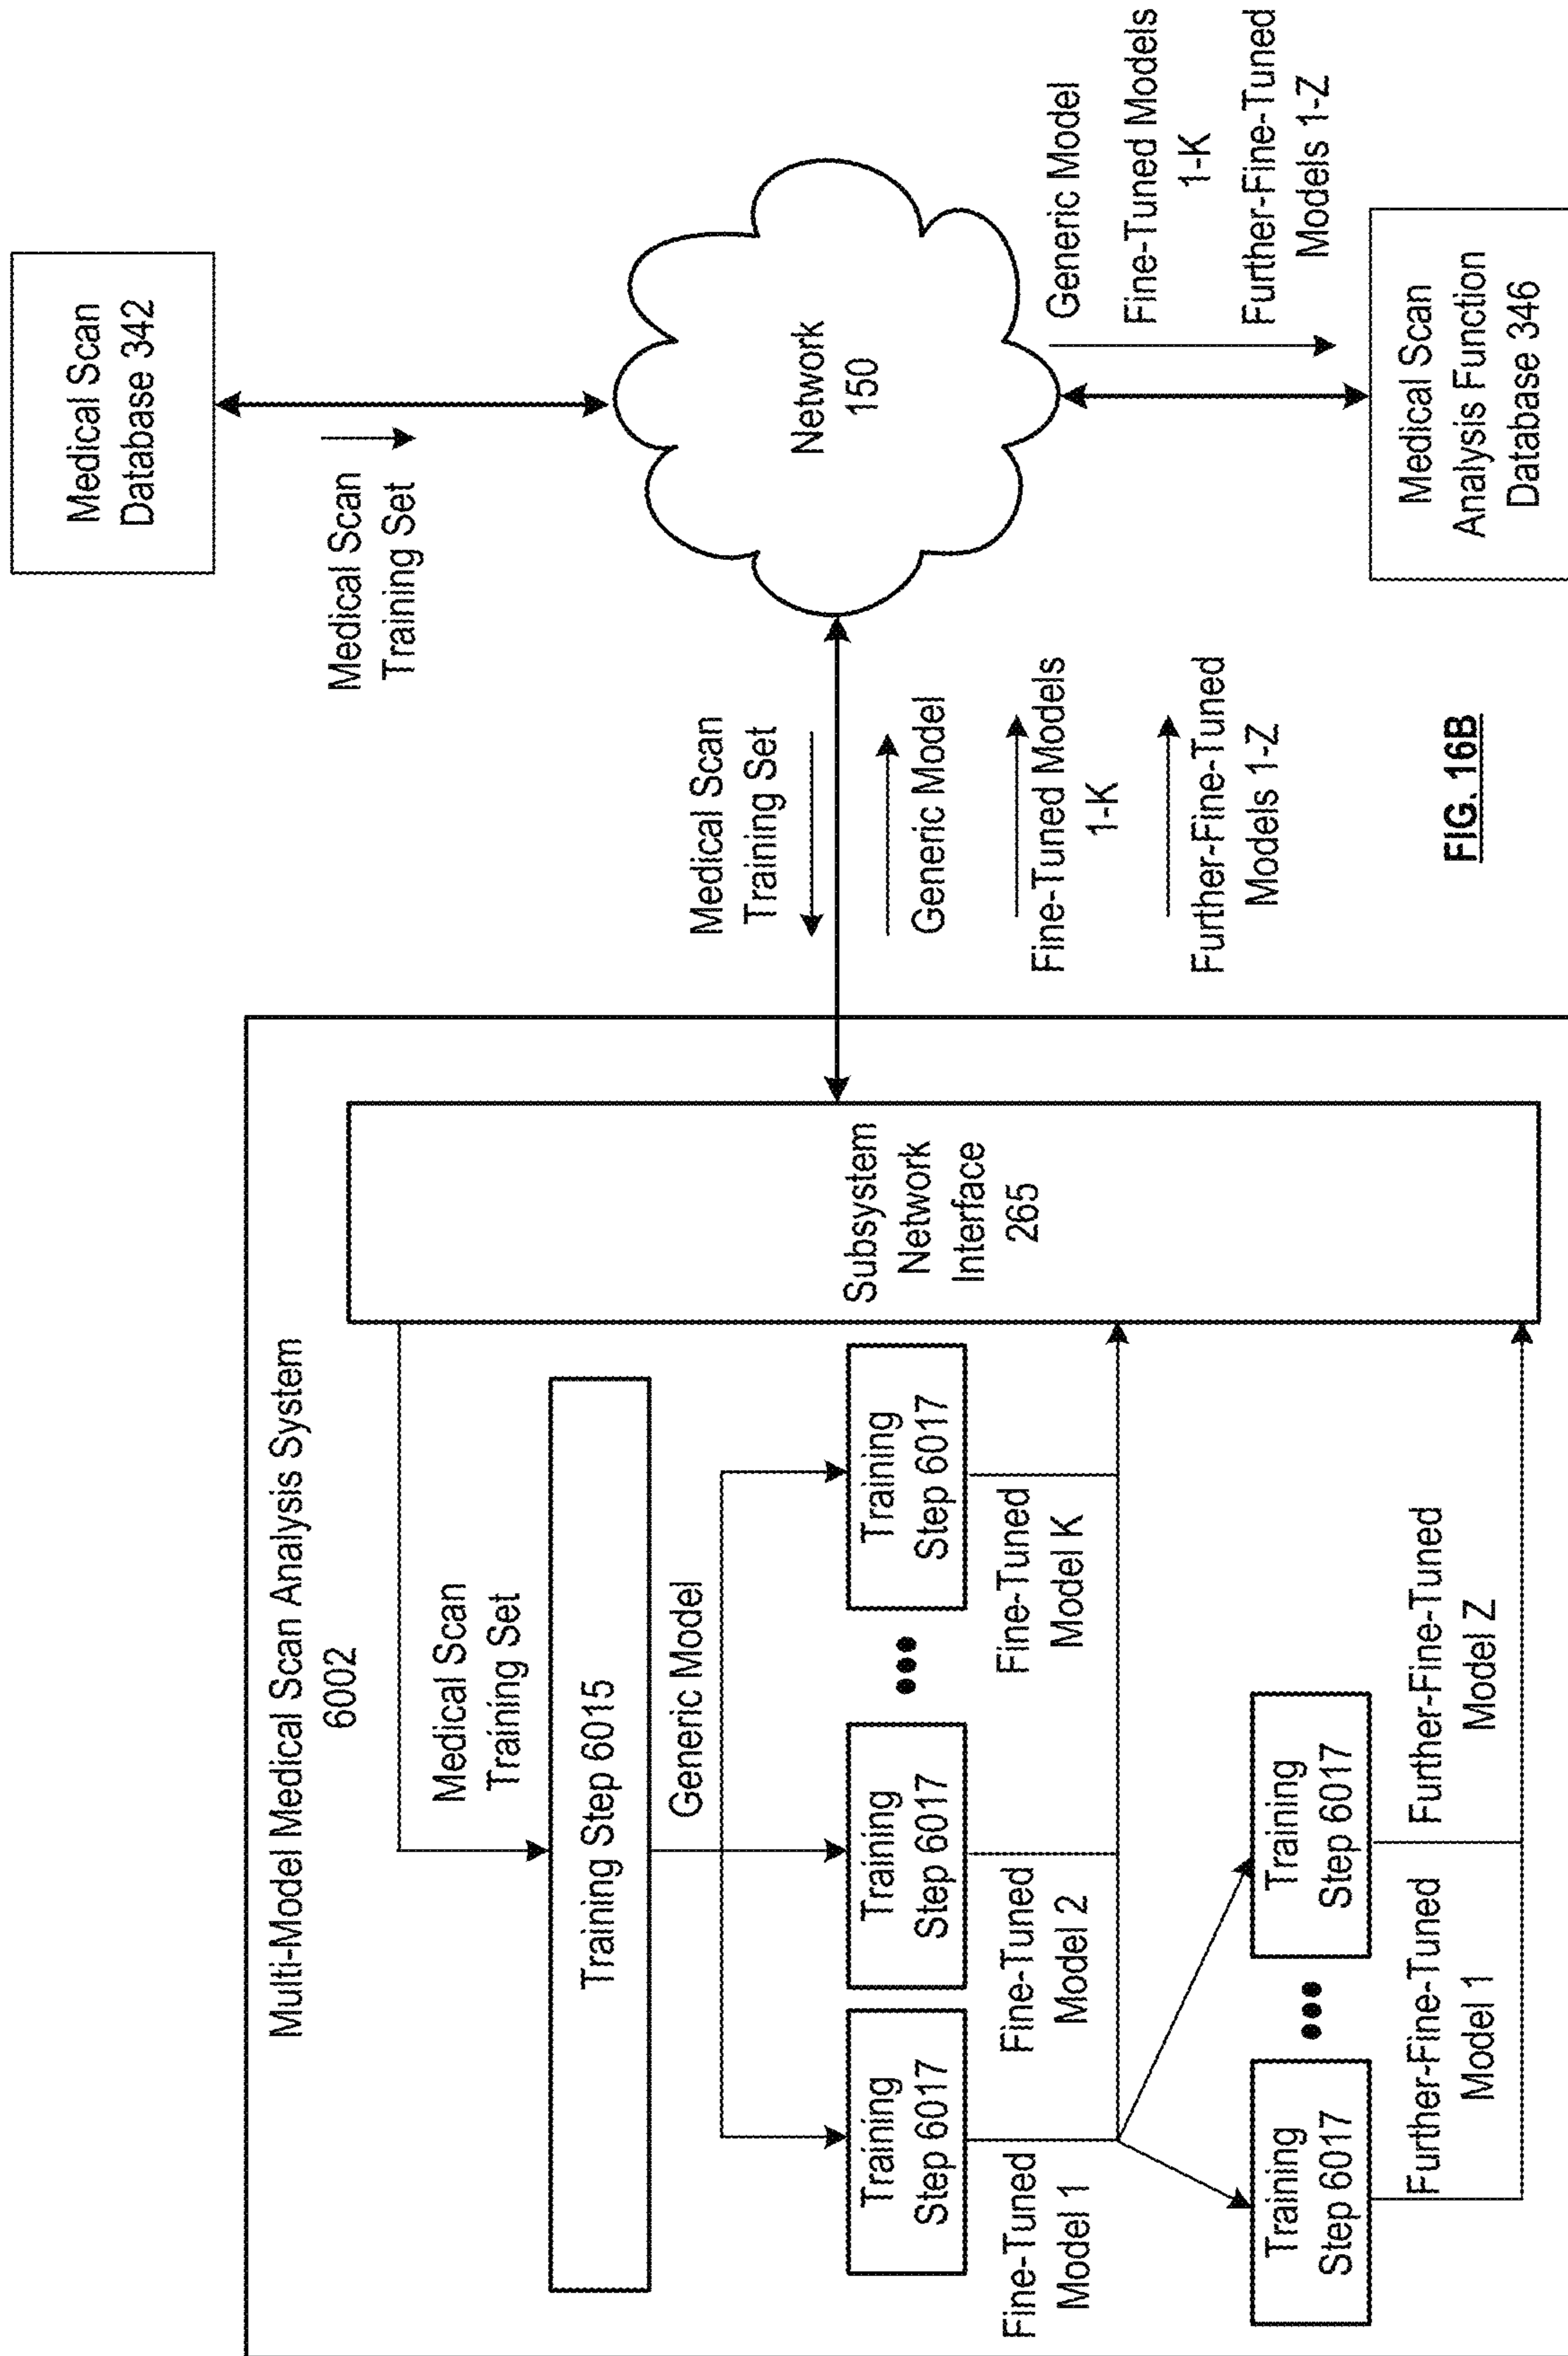 Multi-Model Medical Scan Analysis System
6002
Medical Scan
Training Set
Training Step 6015
Generic Model
Training
Step 6017
Training
Step 6017
Training
Step 6017
Fine-Tuned
Model 1
Fine-Tuned
Model 2
Fine-Tuned
Model K
Training
Step 6017
Training
Step 6017
Further-Fine-Tuned
Model 1
Further-Fine-Tuned
Model Z
Subsystem
Network
Interface
265
Medical Scan
Training Set
Generic Model
Fine-Tuned Models
1-K
Further-Fine-Tuned
Models 1-Z
Medical Scan
Database 342
Medical Scan
Training Set
Network
150
Generic Model
Fine-Tuned Models
1-K
Further-Fine-Tuned
Models 1-Z
Medical Scan
Analysis Function
Database 346
FIG. 16B